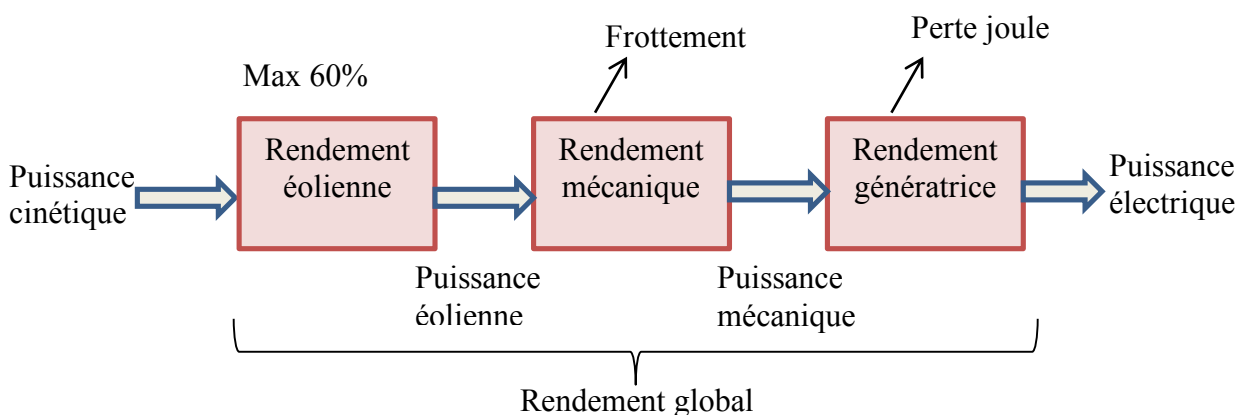 Frottement
Perte joule
Max 60%
Rendement
éolienne
Rendement
mécanique
Rendement
génératrice
Puissance
cinétique
Puissance
électrique
Puissance
éolienne
Puissance
mécanique
Rendement global